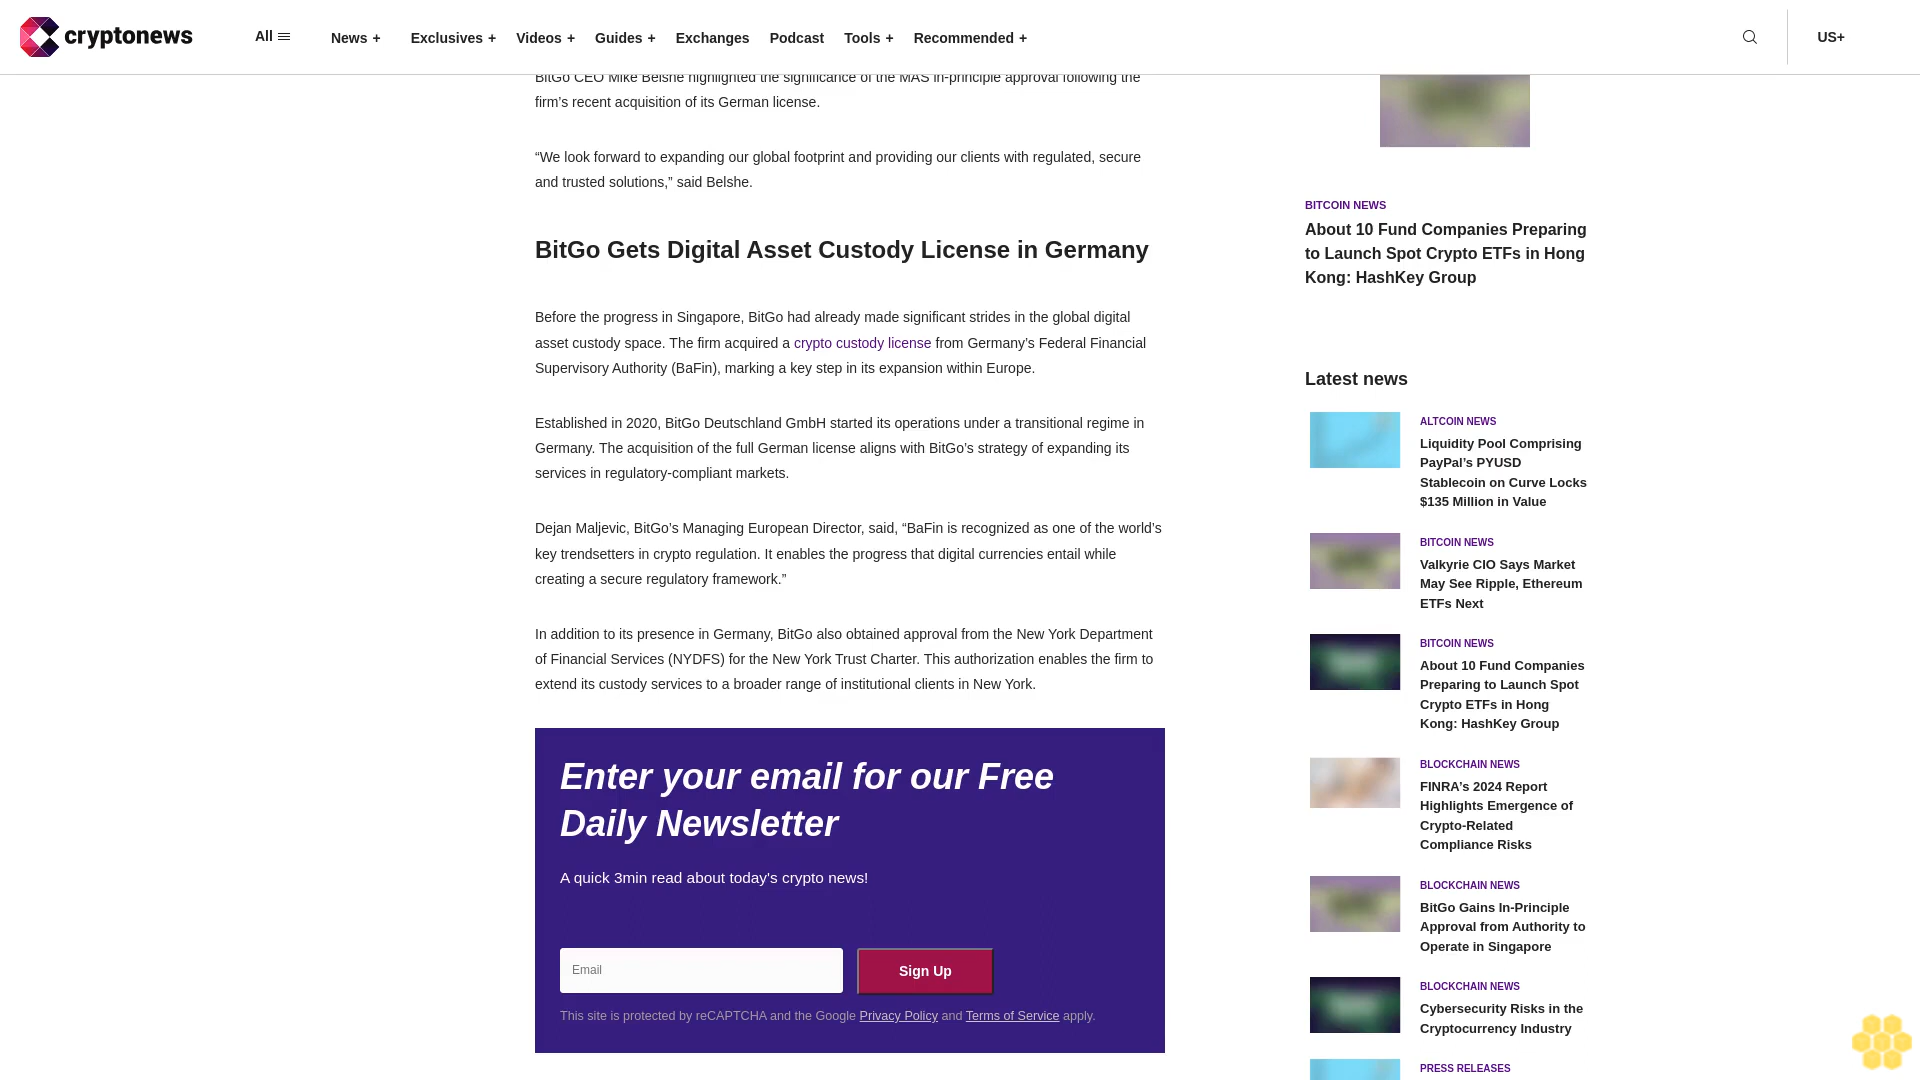 cryptonews
All
News +
Exclusives +
Videos +
Guides +
Exchanges
Podcast
Tools +
Recommended +
US+
BitGo CEO Mike Belshe highlighted the significance of the MAS in-principle approval following the
firm’s recent acquisition of its German license.
“We look forward to expanding our global footprint and providing our clients with regulated, secure
and trusted solutions,” said Belshe.
BitGo Gets Digital Asset Custody License in Germany
Before the progress in Singapore, BitGo had already made significant strides in the global digital
asset custody space. The firm acquired a crypto custody license from Germany’s Federal Financial
Supervisory Authority (BaFin), marking a key step in its expansion within Europe.
Established in 2020, BitGo Deutschland GmbH started its operations under a transitional regime in
Germany. The acquisition of the full German license aligns with BitGo’s strategy of expanding its
services in regulatory-compliant markets.
Dejan Maljevic, BitGo’s Managing European Director, said, “BaFin is recognized as one of the world’s
key trendsetters in crypto regulation. It enables the progress that digital currencies entail while
creating a secure regulatory framework.”
In addition to its presence in Germany, BitGo also obtained approval from the New York Department
of Financial Services (NYDFS) for the New York Trust Charter. This authorization enables the firm to
extend its custody services to a broader range of institutional clients in New York.
Enter your email for our Free
Daily Newsletter
A quick 3min read about today's crypto news!
Email
Sign Up
This site is protected by reCAPTCHA and the Google Privacy Policy and Terms of Service apply.
BITCOIN NEWS
About 10 Fund Companies Preparing
to Launch Spot Crypto ETFs in Hong
Kong: HashKey Group
Latest news
ALTCOIN NEWS
Liquidity Pool Comprising
PayPal’s PYUSD
Stablecoin on Curve Locks
$135 Million in Value
BITCOIN NEWS
Valkyrie CIO Says Market
May See Ripple, Ethereum
ETFs Next
BITCOIN NEWS
About 10 Fund Companies
Preparing to Launch Spot
Crypto ETFs in Hong
Kong: HashKey Group
BLOCKCHAIN NEWS
FINRA’s 2024 Report
Highlights Emergence of
Crypto-Related
Compliance Risks
BLOCKCHAIN NEWS
BitGo Gains In-Principle
Approval from Authority to
Operate in Singapore
BLOCKCHAIN NEWS
Cybersecurity Risks in the
Cryptocurrency Industry
PRESS RELEASES